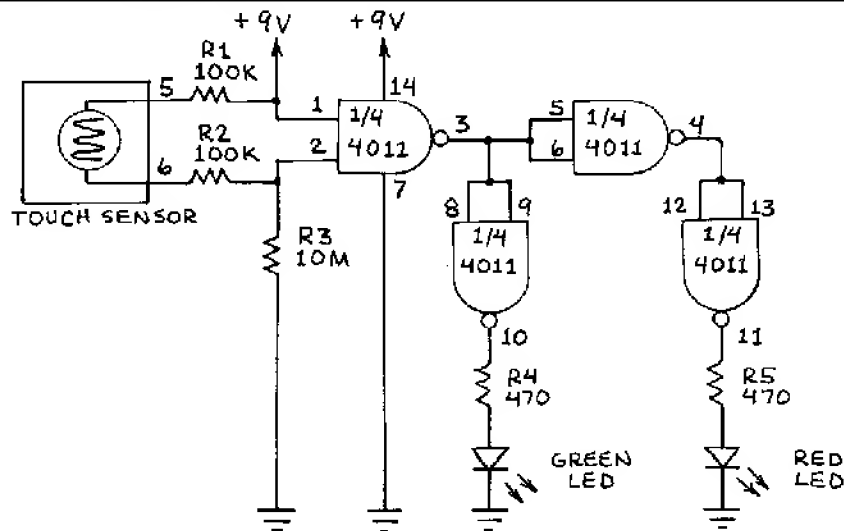 +9V
+9V
R1
100K
5
14
1
1/4
4011
3
5
1/4
4011
4
6
R2
100K
2
6
7
TOUCH SENSOR
R3
10M
8
9
1/4
4011
12
13
1/4
4011
10
11
R4
470
R5
470
GREEN
LED
RED
LED